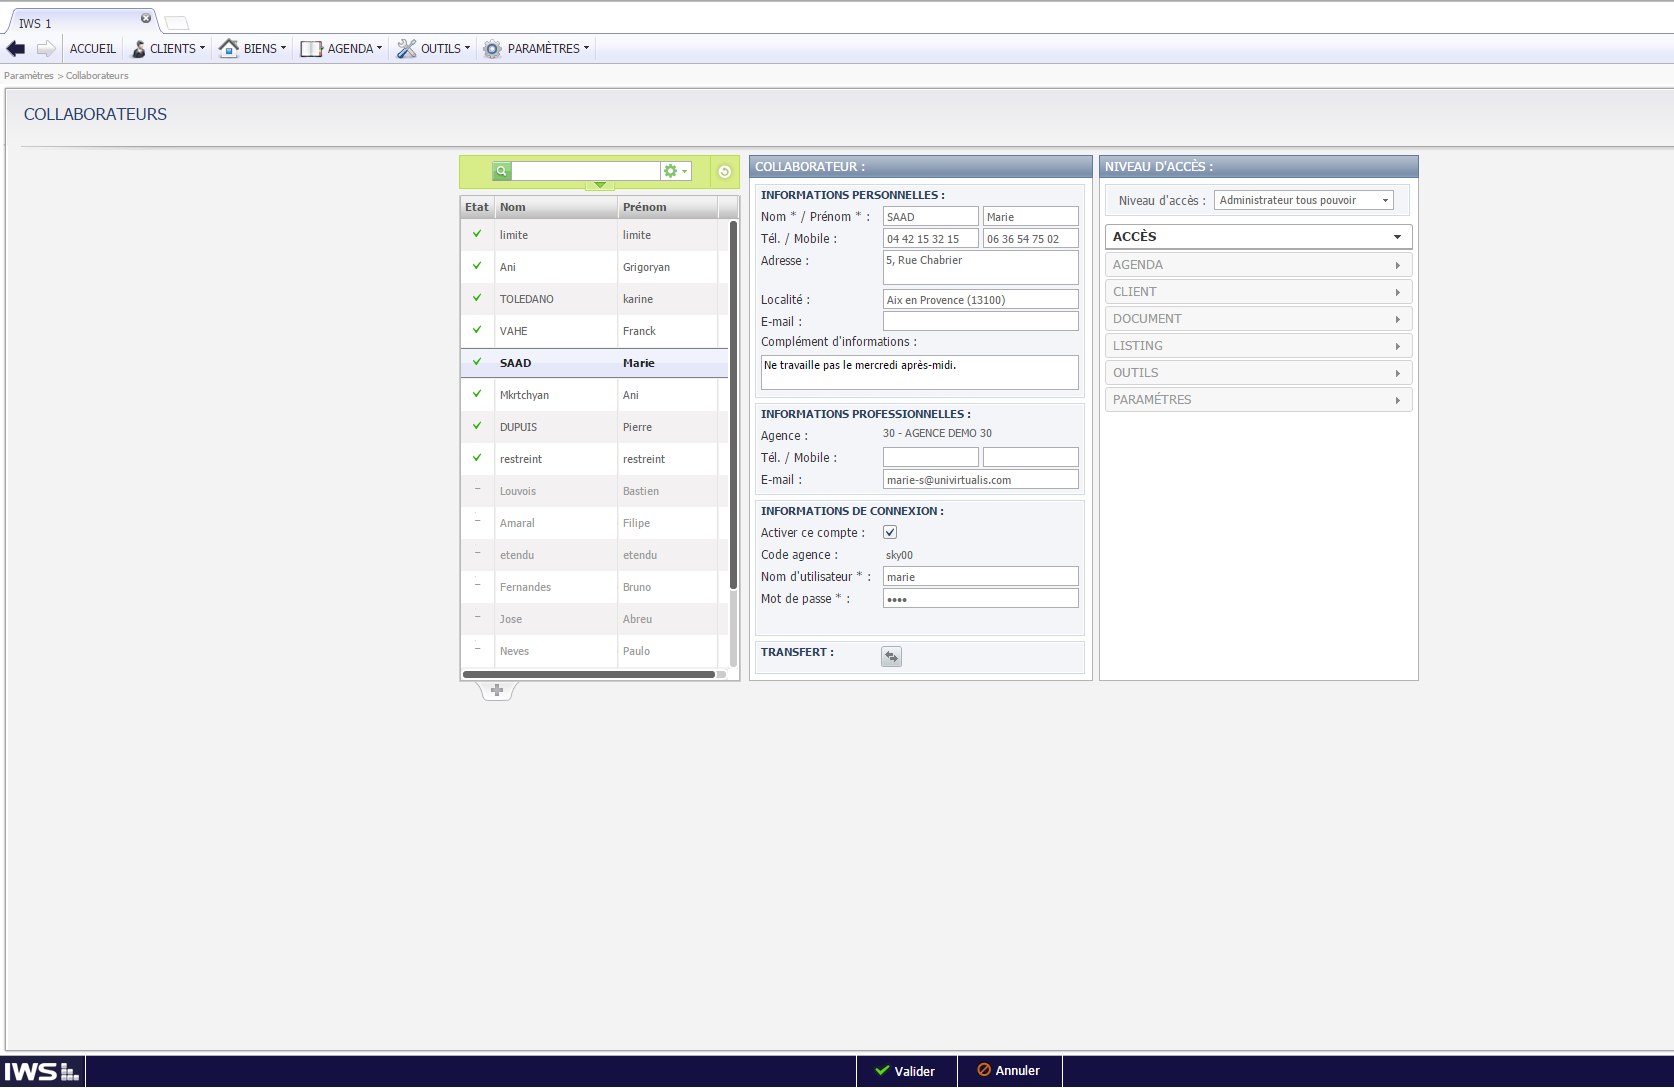 IWS 1
ACCUEIL CLIENTS BIENS AGENDA OUTILS PARAMÈTRES
Paramètres > Collaborateurs
COLLABORATEURS
Etat Nom Prénom
limite limite
Ani Grigoryan
TOLEDANO karine
VAHE Franck
SAAD Marie
Mkrtchyan Ani
DUPUIS Pierre
restreint restreint
Louvois Bastien
Amaral Filipe
etendu etendu
Fernandes Bruno
Jose Abreu
Neves Paulo
COLLABORATEUR :
INFORMATIONS PERSONNELLES :
Nom * / Prénom * : SAAD Marie
Tél. / Mobile : 04 42 15 32 15 06 36 54 75 02
Adresse : 5, Rue Chabrier
Localité : Aix en Provence (13100)
E-mail :
Complément d'informations :
Ne travaille pas le mercredi après-midi.
INFORMATIONS PROFESSIONNELLES :
Agence : 30 - AGENCE DEMO 30
Tél. / Mobile :
E-mail : marie-s@univirtualis.com
INFORMATIONS DE CONNEXION :
Activer ce compte :
Code agence : sky00
Nom d'utilisateur * : marie
Mot de passe * : ••••
TRANSFERT :
NIVEAU D'ACCÈS :
Niveau d'accès : Administrateur tous pouvoir
ACCÈS
AGENDA
CLIENT
DOCUMENT
LISTING
OUTILS
PARAMÉTRES
IWS Valider Annuler